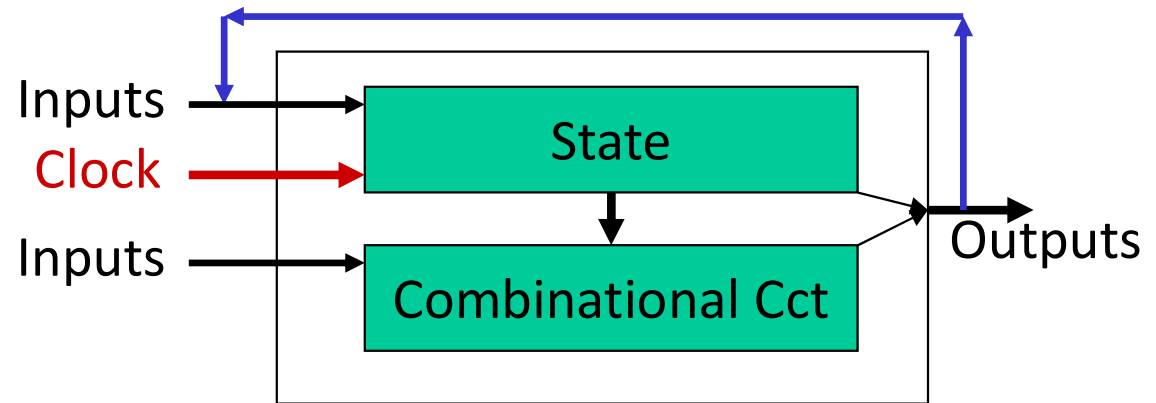 Inputs
State
Clock
Outputs
Inputs
Combinational Cct